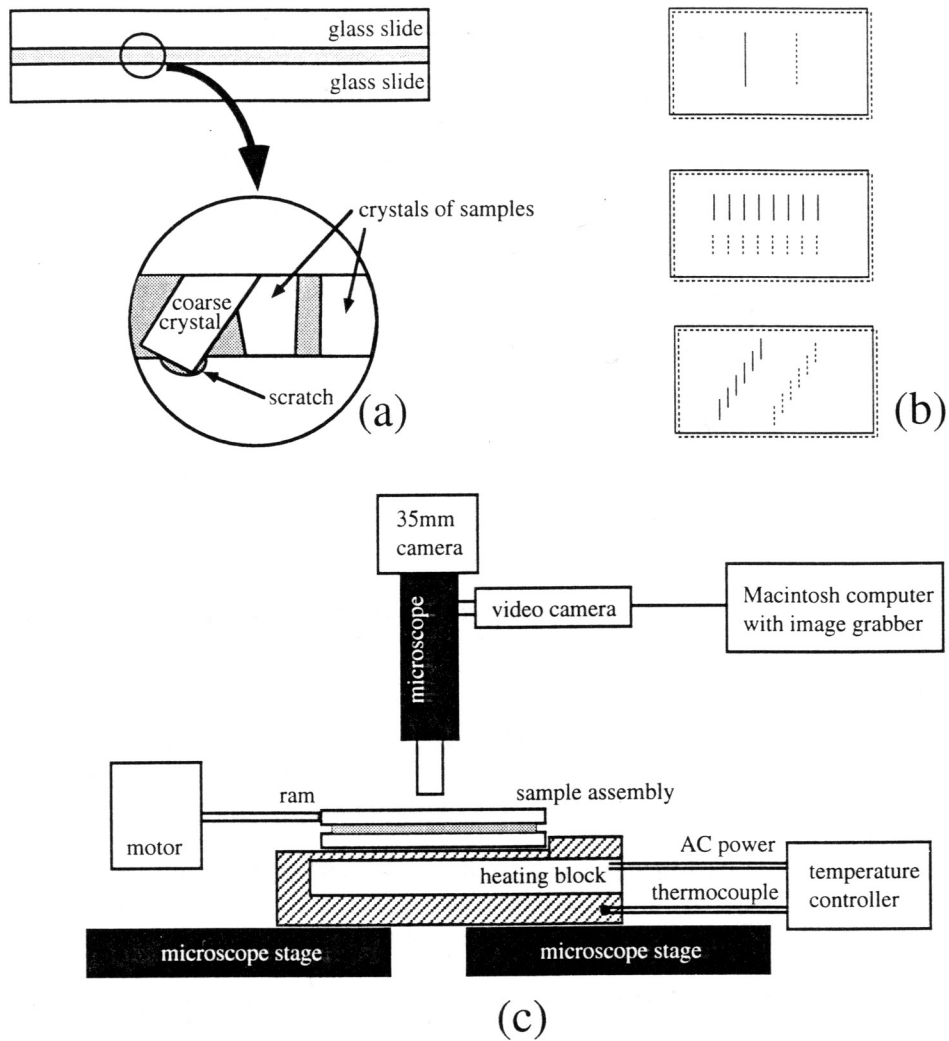 glass slide
glass slide
crystals of samples
coarse
crystal
scratch
(a)
(b)
35mm
camera
microscope
video camera
Macintosh computer
with image grabber
motor
ram
sample assembly
heating block
AC power
thermocouple
temperature
controller
microscope stage
microscope stage
(c)